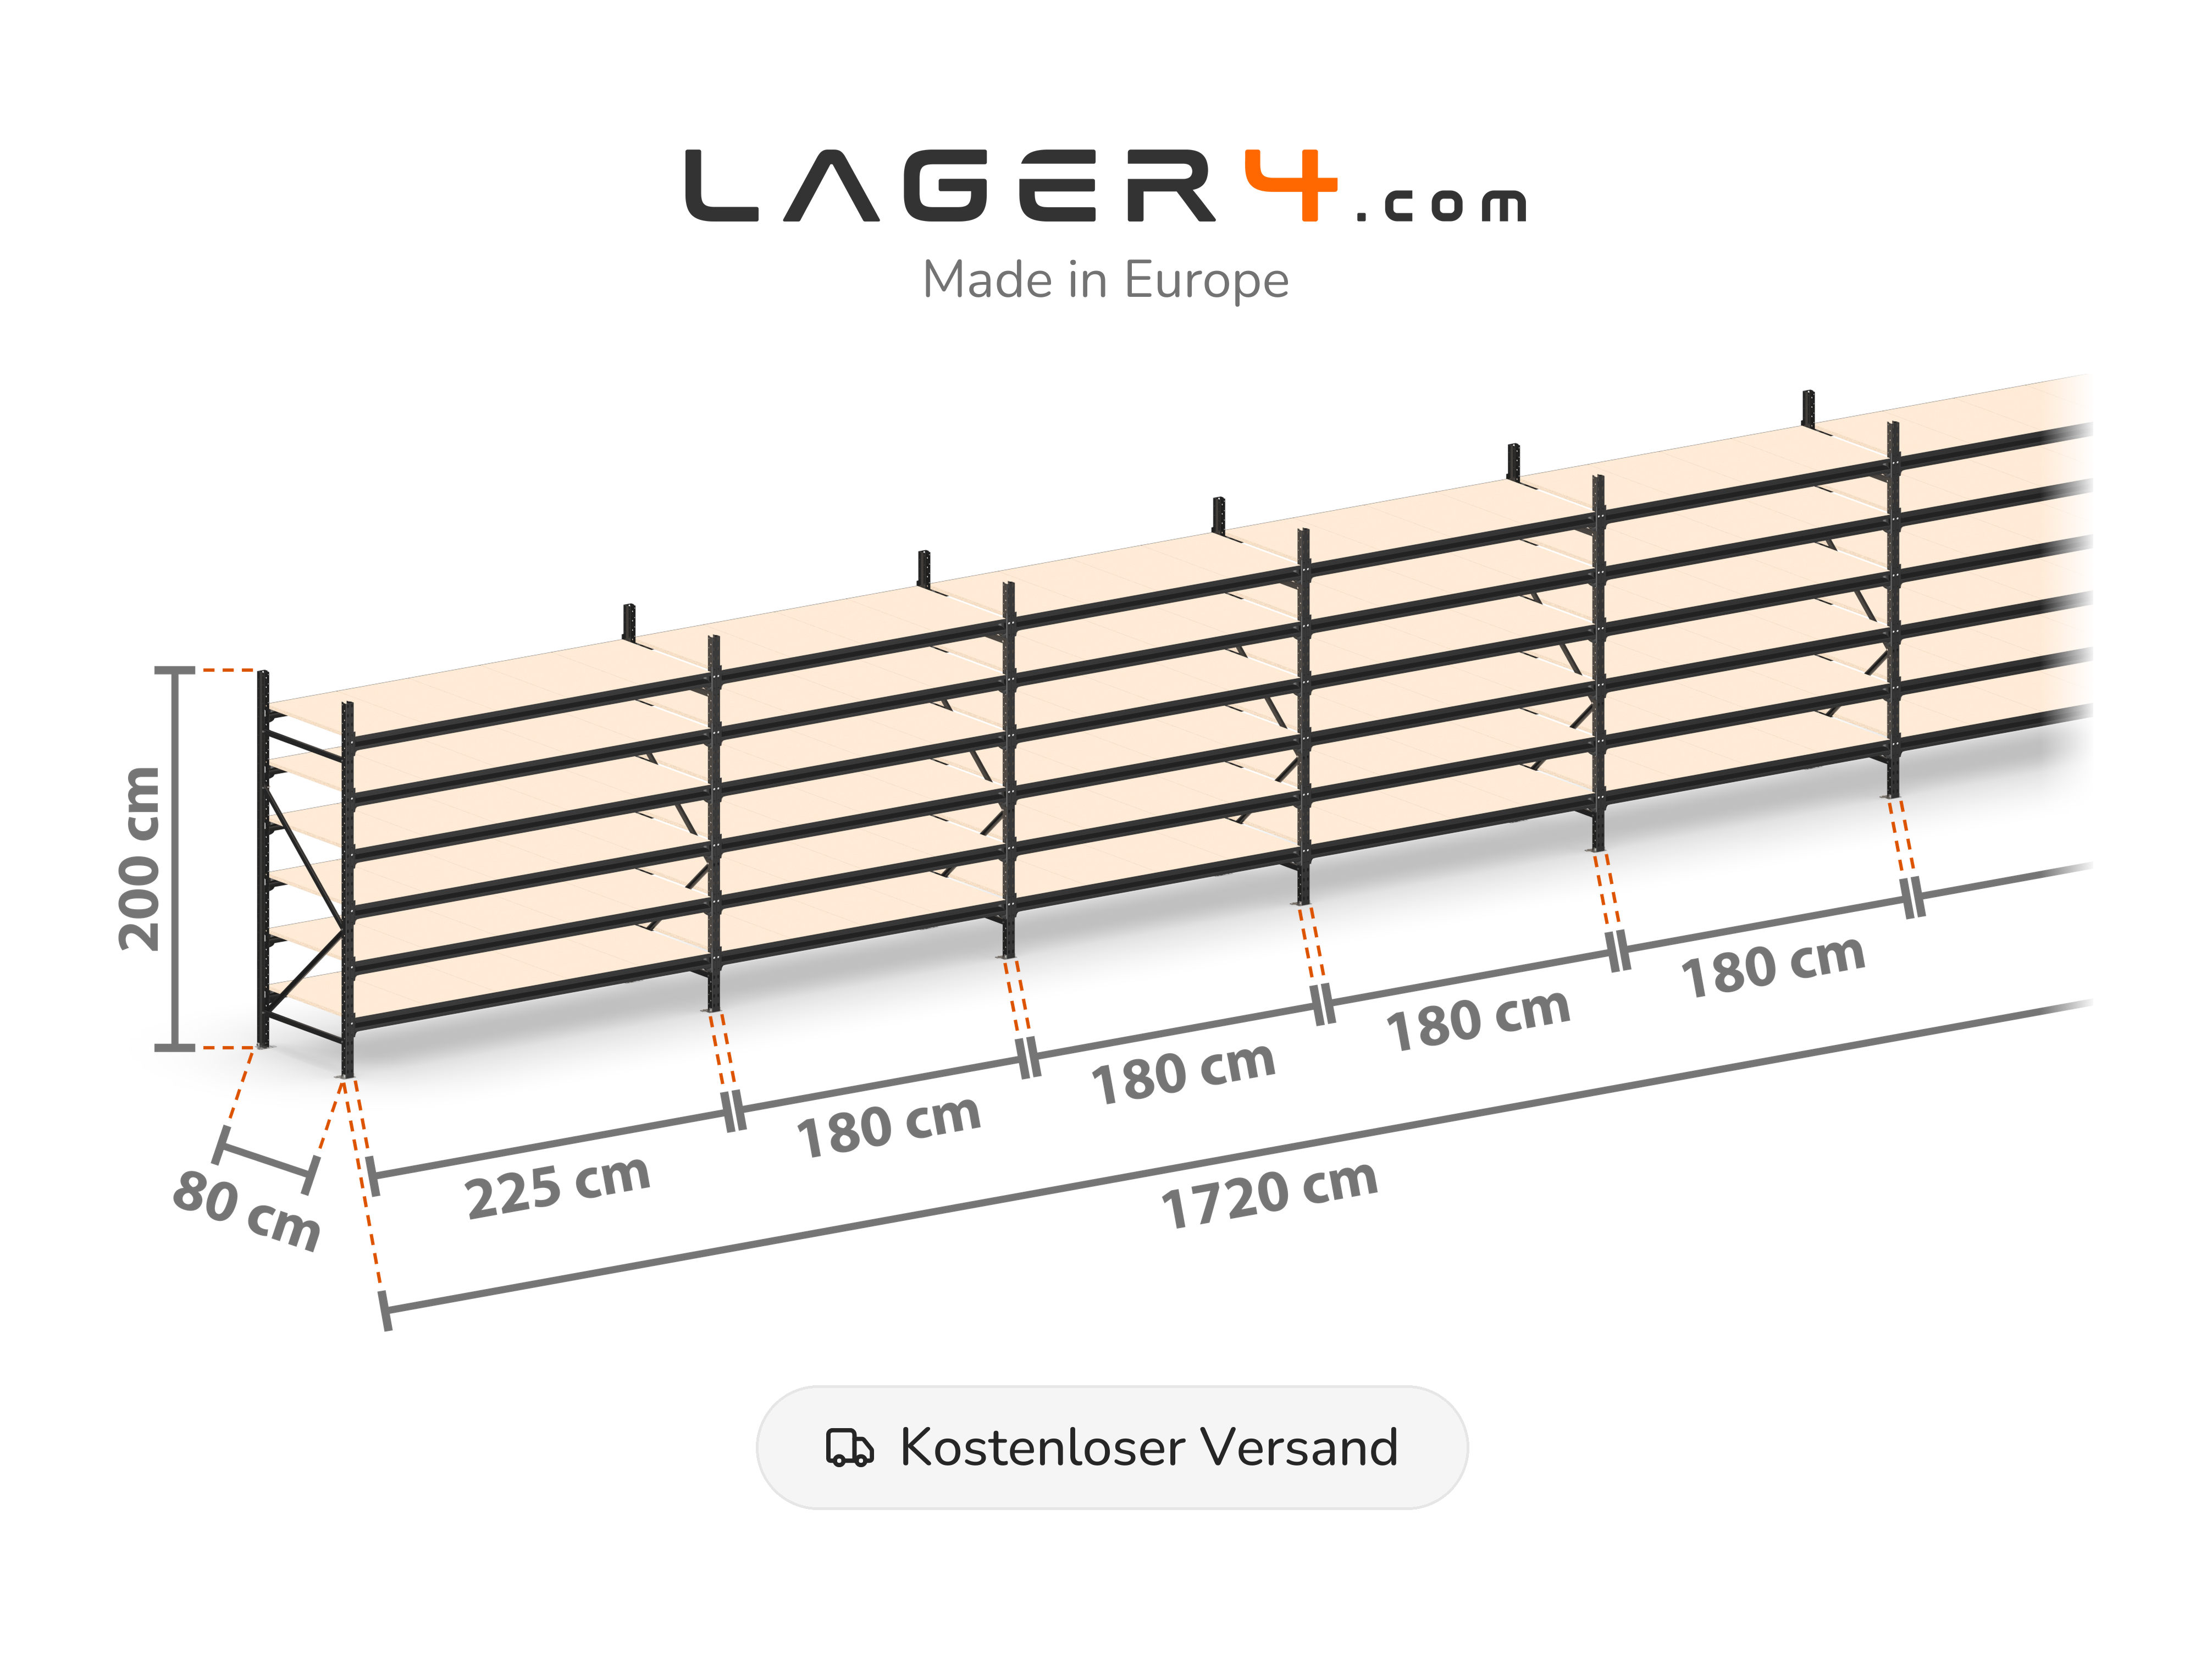 LAGER4.com
Made in Europe
200 cm
80 cm
225 cm
180 cm
180 cm
180 cm
180 cm
1720 cm
Kostenloser Versand